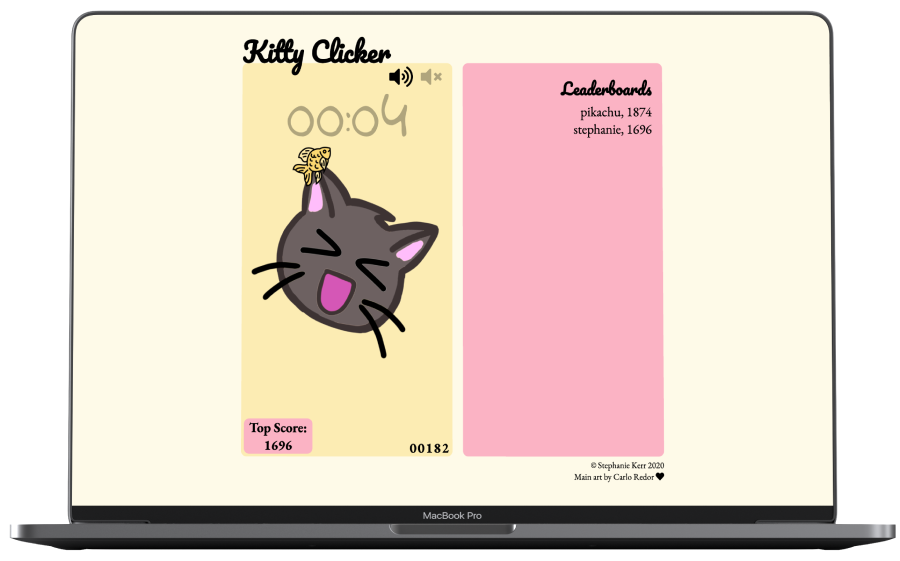 Kitty Clicker
00:04
Top Score:
1696
00182
Leaderboards
pikachu, 1874
stephanie, 1696
© Stephanie Kerr 2020
Main art by Carlo Redor
MacBook Pro